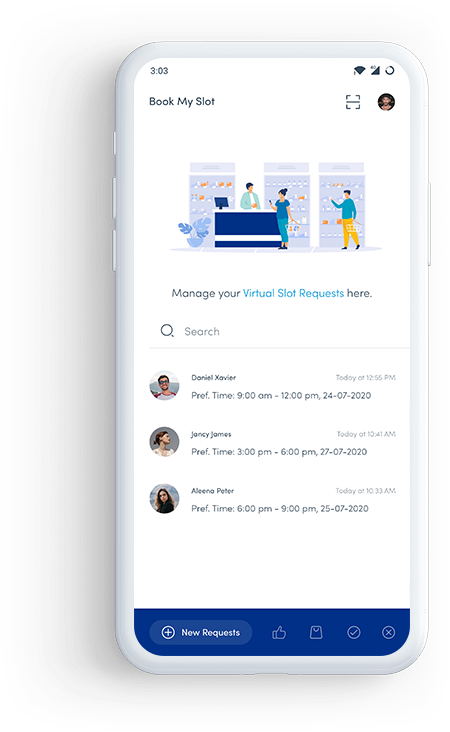 3:03
4G
Book My Slot
Manage your Virtual Slot Requests here.
Search
Daniel Xavier
Today at 12:55 PM
Pref. Time: 9:00 am - 12:00 pm, 24-07-2020
Jancy James
Today at 10:41 AM
Pref. Time: 3:00 pm - 6:00 pm, 27-07-2020
Aleena Peter
Today at 10:33 AM
Pref. Time: 6:00 pm - 9:00 pm, 25-07-2020
New Requests